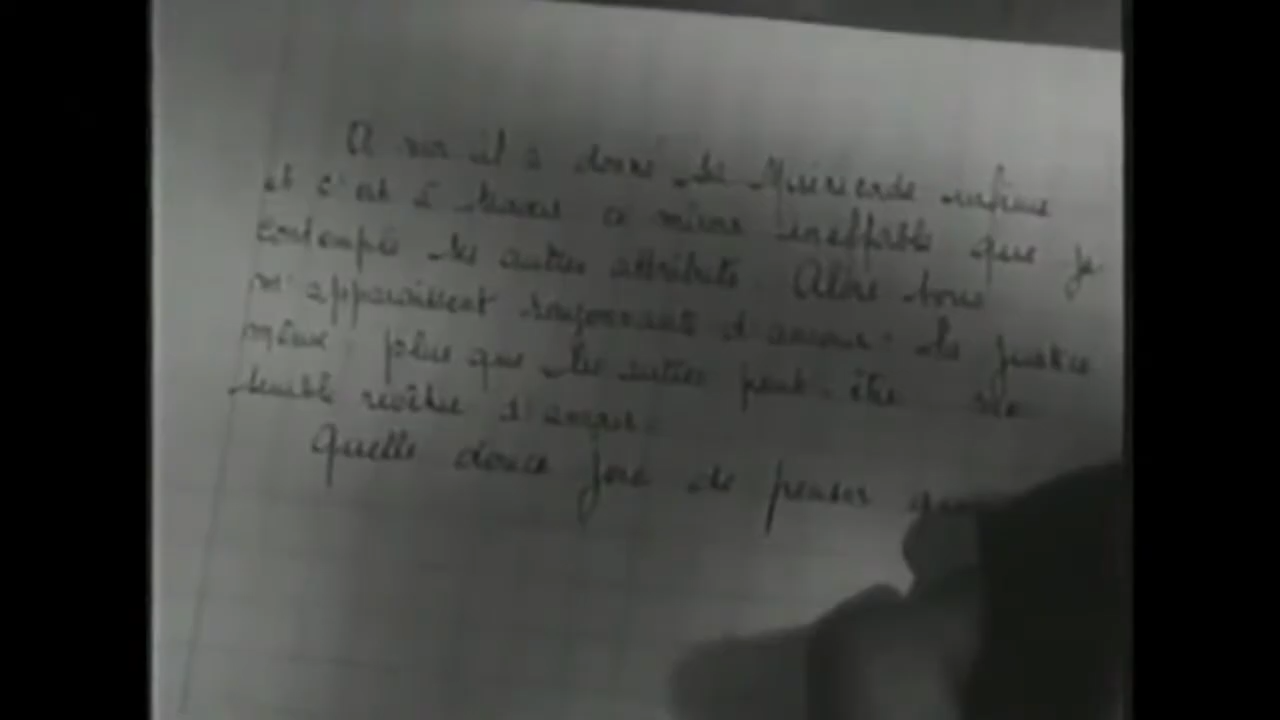 A moi il a donné sa Miséricorde infinie
et c'est à travers ce miroir ineffable que je
contemple ses autres attributs. Alors tous
m'apparaissent rayonnants d'amour : la justice
même, plus que les autres peut-être me
semble revêtue d'amour.
Quelle douce joie de penser que